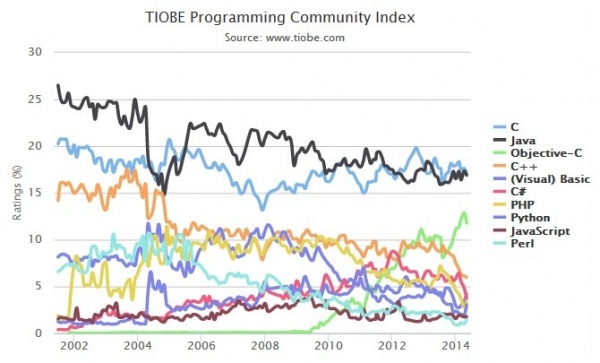 TIOBE Programming Community Index
Source: www.tiobe.com
30
25
20
15
10
5
0
Ratings (%)
2002 2004 2006 2008 2010 2012 2014
C
Java
Objective-C
C++
(Visual) Basic
C#
PHP
Python
JavaScript
Perl